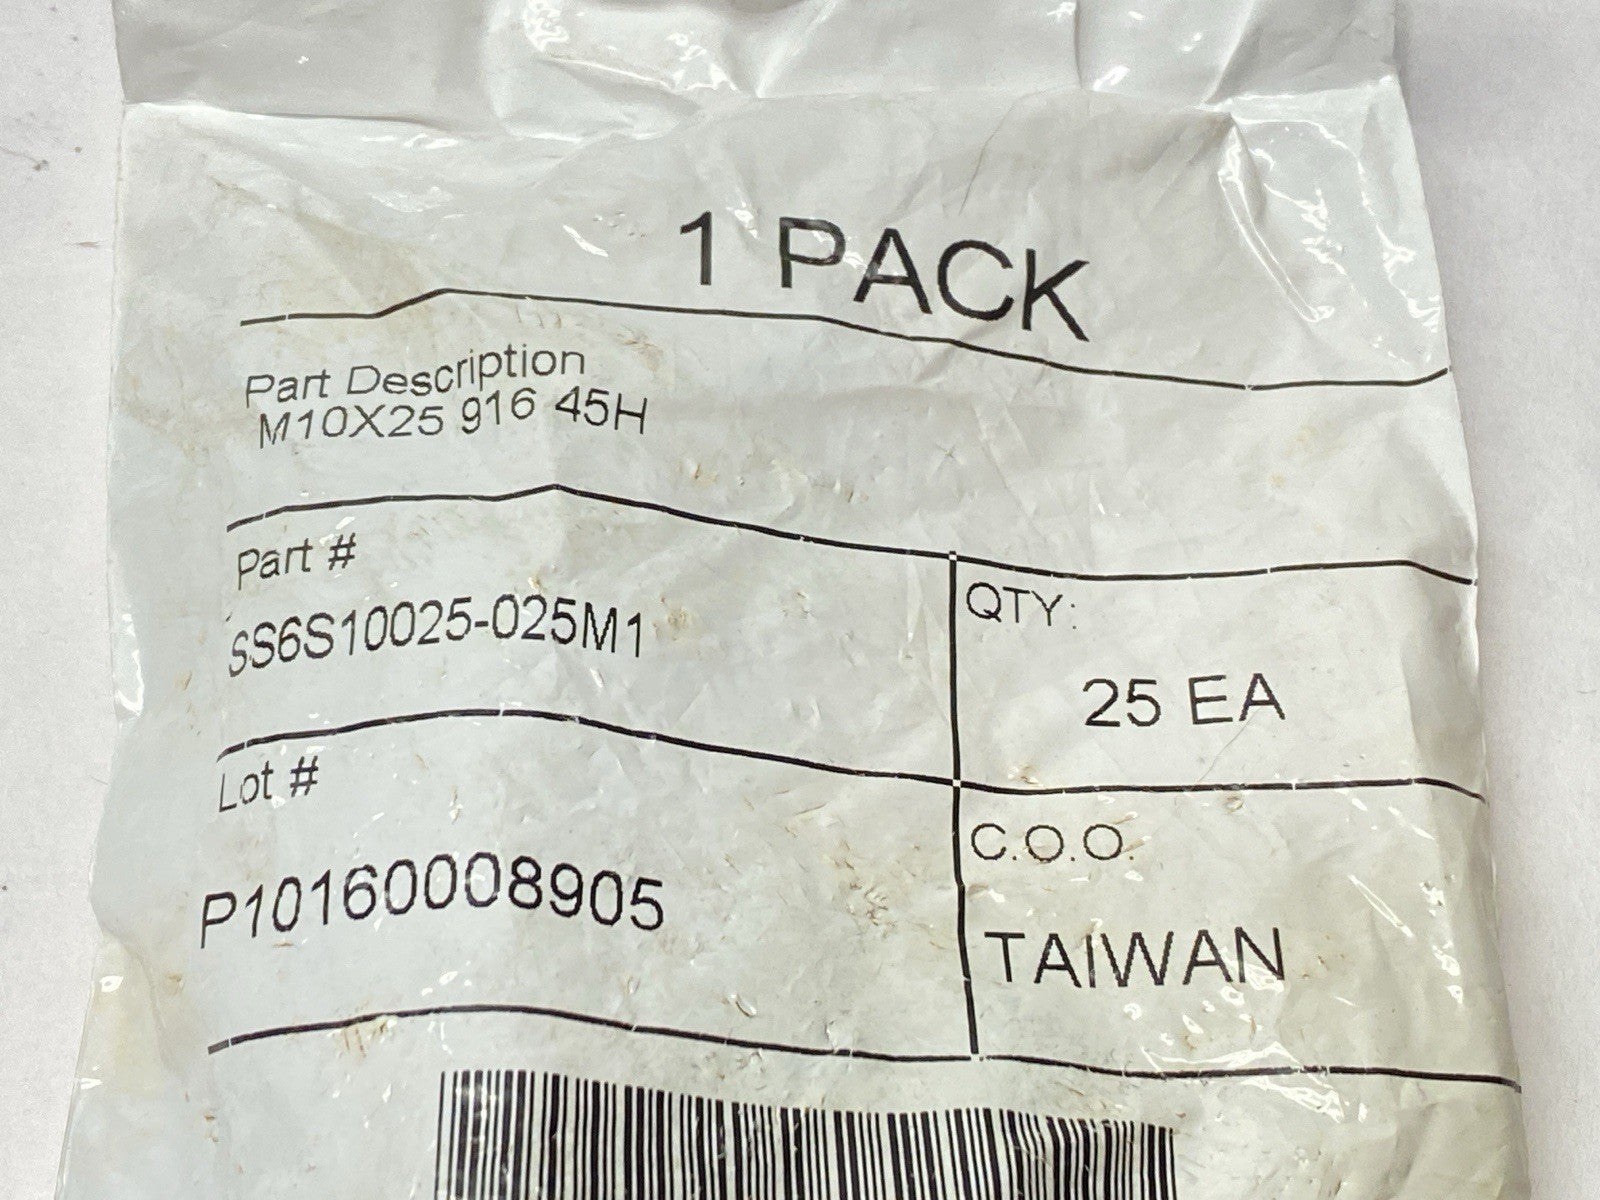 1 PACK
Part Description
M10X25 916 45H
Part #
SS6S10025-025M1
QTY:
25 EA
Lot #
P10160008905
C.O.O.
TAIWAN